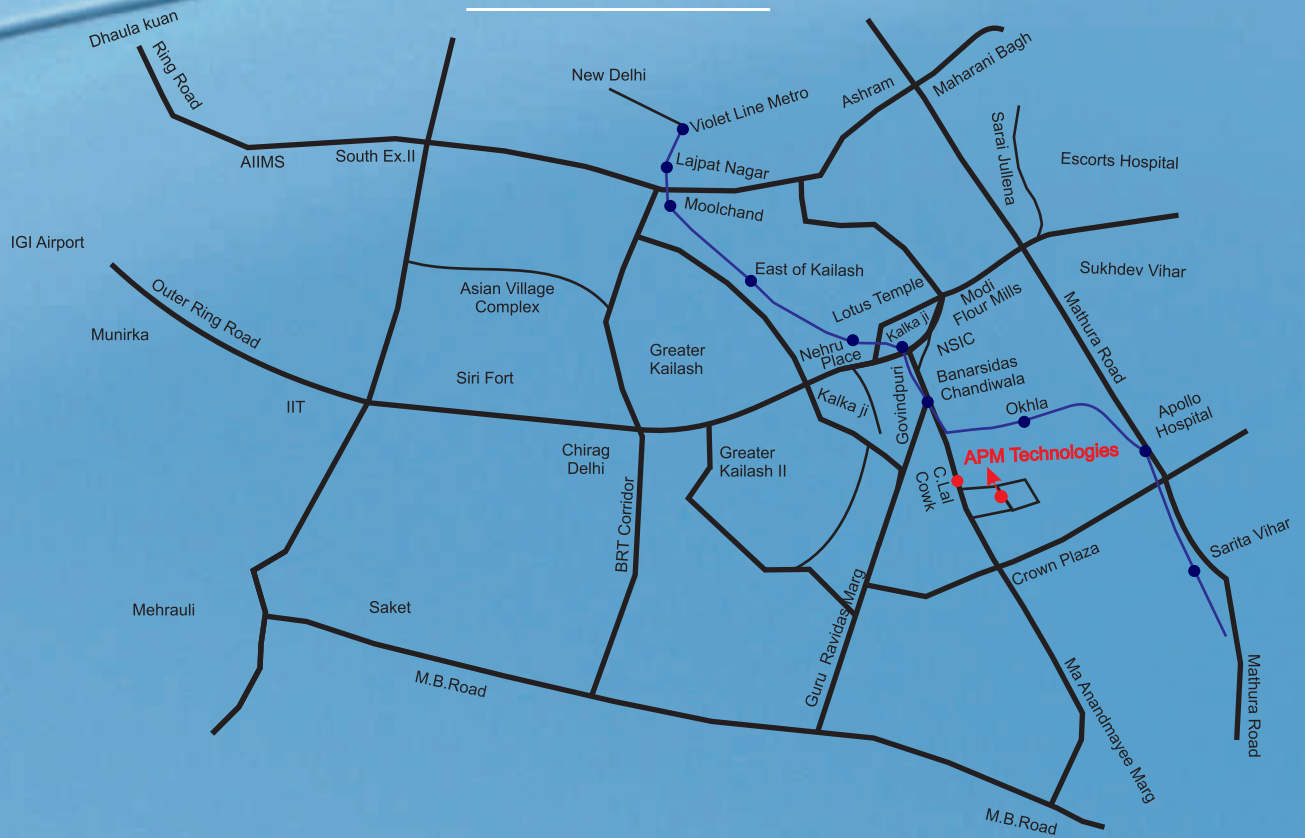 Dhaula kuan
Ring Road
AIIMS
South Ex.II
New Delhi
Violet Line Metro
Lajpat Nagar
Moolchand
Ashram
Maharani Bagh
Sarai Jullena
Escorts Hospital
IGI Airport
Outer Ring Road
Munirka
Asian Village
Complex
East of Kailash
Lotus Temple
Modi
Flour Mills
Sukhdev Vihar
Mathura Road
Siri Fort
Greater
Kailash
Nehru
Place
Kalka ji
NSIC
Banarsidas
Chandiwala
Govindpuri
Kalka ji
IIT
Okhla
Apollo
Hospital
Chirag
Delhi
Greater
Kailash II
APM Technologies
C.Lal
Cowk
BRT Corridor
Crown Plaza
Sarita Vihar
Mehrauli
Saket
Guru Ravidas Marg
M.B.Road
Ma Anandmayee Marg
Mathura Road
M.B.Road